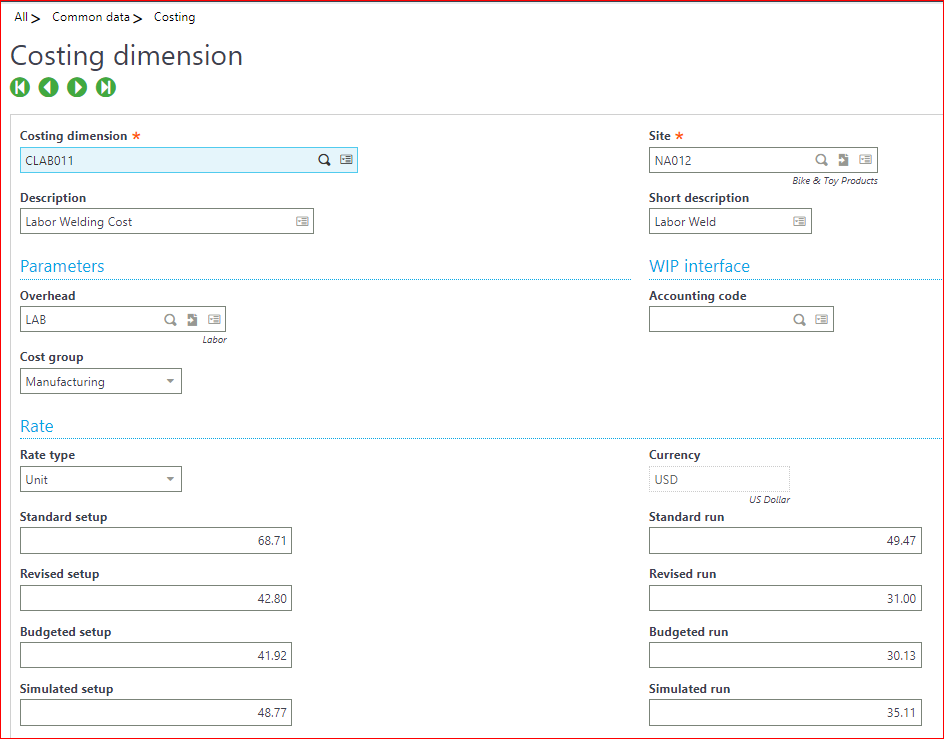 All > Common data > Costing
Costing dimension
Costing dimension *
Site *
CLAB011
NA012
Bike & Toy Products
Description
Short description
Labor Welding Cost
Labor Weld
Parameters
WIP interface
Overhead
Accounting code
LAB
Labor
Cost group
Manufacturing
Rate
Rate type
Currency
Unit
USD
US Dollar
Standard setup
Standard run
68.71
49.47
Revised setup
Revised run
42.80
31.00
Budgeted setup
Budgeted run
41.92
30.13
Simulated setup
Simulated run
48.77
35.11